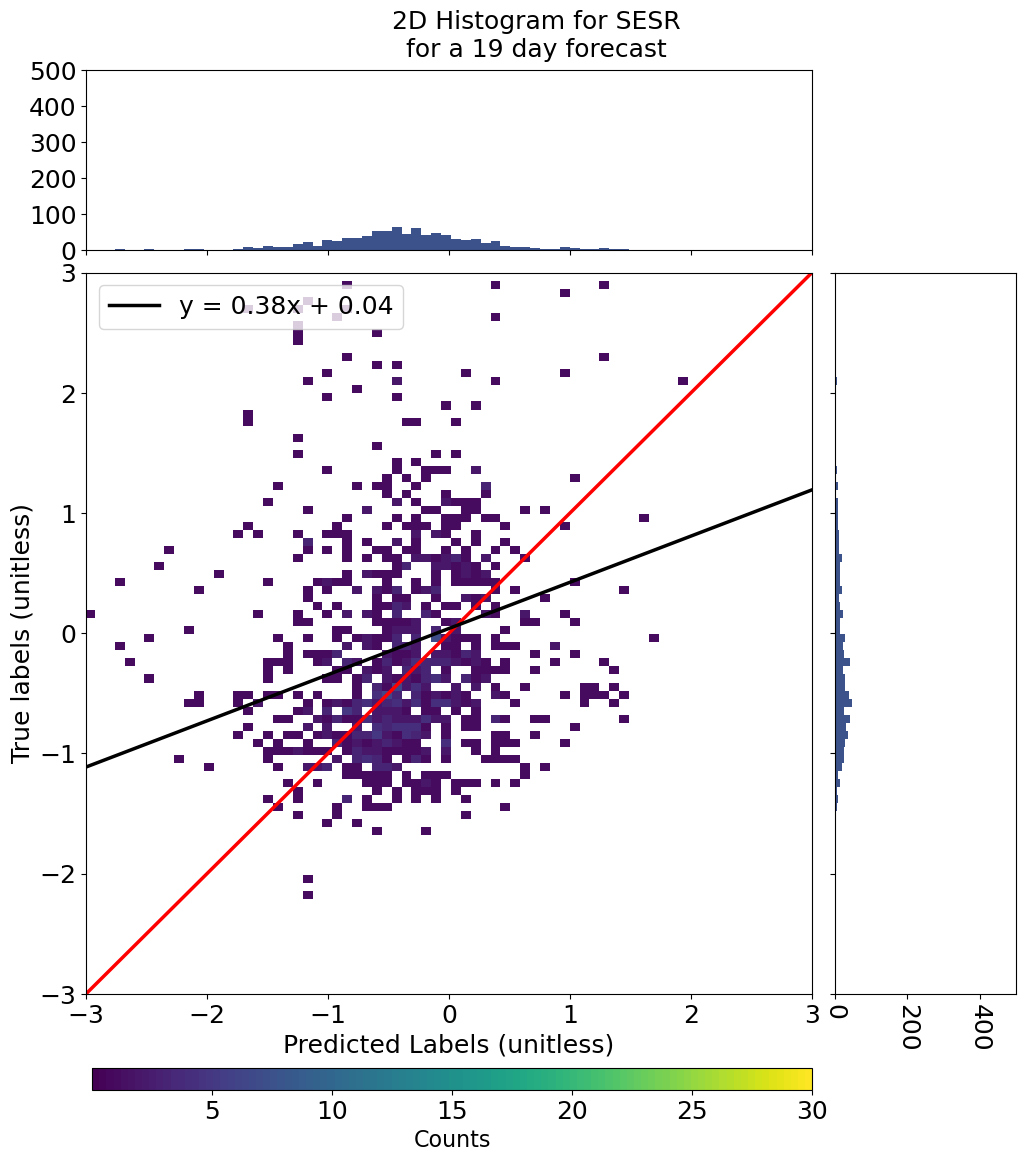 2D Histogram for SESR
for a 19 day forecast
500
400
300
200
100
0
3
2
1
0
−1
−2
−3
True labels (unitless)
y = 0.38x + 0.04
−3 −2 −1 0 1 2 3
Predicted Labels (unitless)
0 200 400
5 10 15 20 25 30
Counts